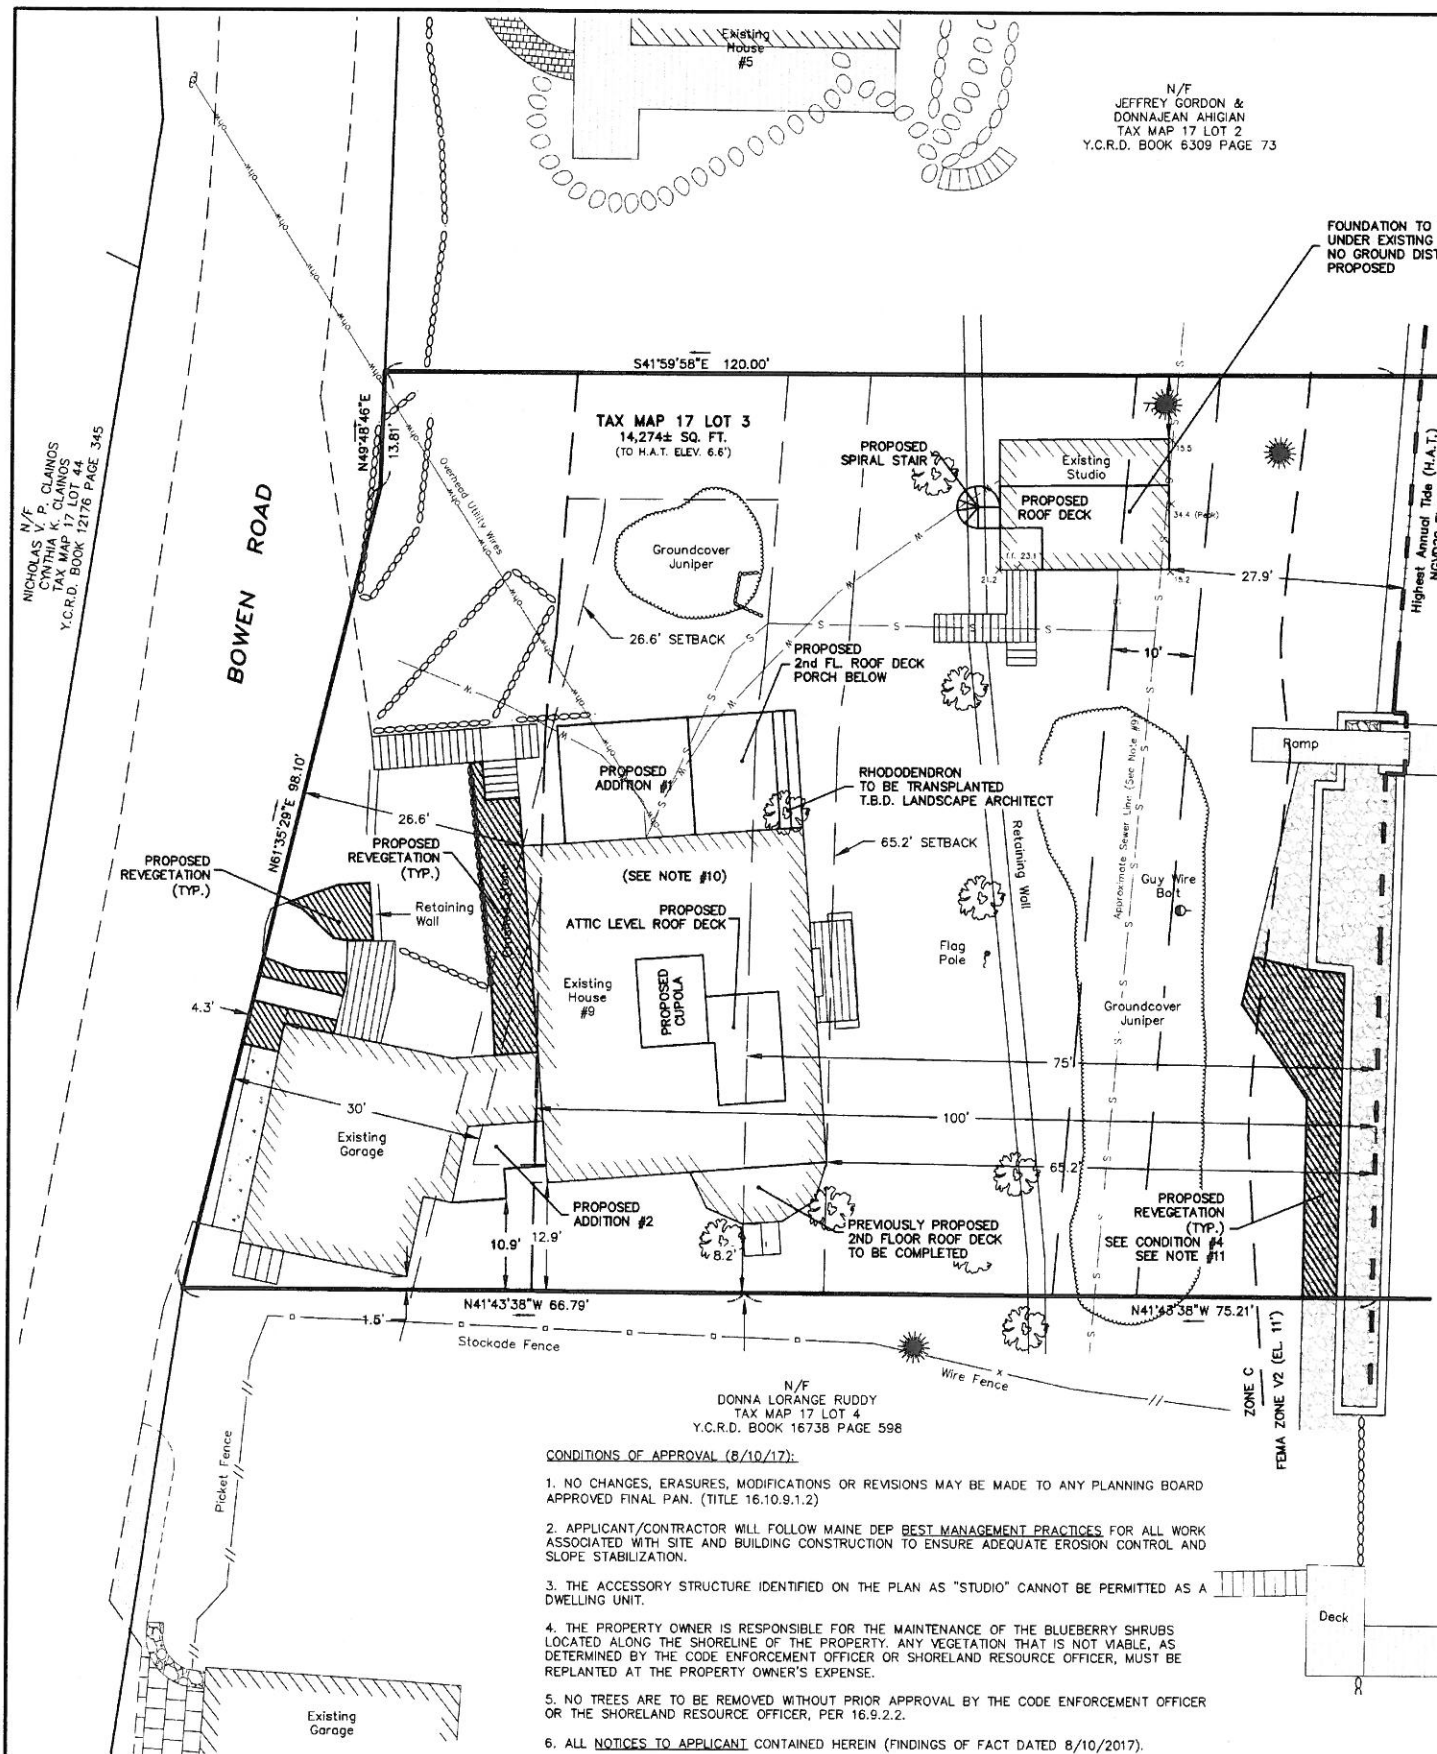 Existing
House
#5
N/F
JEFFREY GORDON &
DONNAJEAN AHIGIAN
TAX MAP 17 LOT 2
Y.C.R.D. BOOK 6309 PAGE 73
FOUNDATION TO
UNDER EXISTING
NO GROUND DIST
PROPOSED
S41°59'58"E 120.00'
N49°48'46"E
13.81'
TAX MAP 17 LOT 3
14,274± SQ. FT.
(TO H.A.T. ELEV. 6.6')
PROPOSED
SPIRAL STAIR
Existing
Studio
PROPOSED
ROOF DECK
15.5
34.4 (Peak)
f.f. 23.1
21.2
15.2
27.9'
Highest Annual Tide (H.A.T.)
N/F
NICHOLAS V. P. CLAINOS
CYNTHIA K. CLAINOS
TAX MAP 17 LOT 44
Y.C.R.D. BOOK 12176 PAGE 345
BOWEN ROAD
Overhead Utility Wires
Groundcover
Juniper
26.6' SETBACK
PROPOSED
2nd FL. ROOF DECK
PORCH BELOW
10'
Ramp
PROPOSED
ADDITION #1
RHODODENDRON
TO BE TRANSPLANTED
T.B.D. LANDSCAPE ARCHITECT
N61°35'29"E 98.10'
26.6'
PROPOSED
REVEGETATION
(TYP.)
PROPOSED
REVEGETATION
(TYP.)
65.2' SETBACK
Retaining Wall
Approximate Sewer Line (See Note #9)
(SEE NOTE #10)
Guy Wire
Bolt
Retaining
Wall
PROPOSED
ATTIC LEVEL ROOF DECK
Flag
Pole
Existing
House
#9
PROPOSED
CUPOLA
4.3'
Groundcover
Juniper
75'
30'
100'
Existing
Garage
65.2'
PROPOSED
ADDITION #2
10.9'
12.9'
8.2'
PREVIOUSLY PROPOSED
2ND FLOOR ROOF DECK
TO BE COMPLETED
PROPOSED
REVEGETATION
(TYP.)
SEE CONDITION #4
SEE NOTE #11
N41°43'38"W 66.79'
N41°43'38"W 75.21'
1.5'
Stockade Fence
Wire Fence
ZONE C
FEMA ZONE V2 (EL. 11')
Picket Fence
N/F
DONNA LORANGE RUDDY
TAX MAP 17 LOT 4
Y.C.R.D. BOOK 16738 PAGE 598
CONDITIONS OF APPROVAL (8/10/17):
1. NO CHANGES, ERASURES, MODIFICATIONS OR REVISIONS MAY BE MADE TO ANY PLANNING BOARD
APPROVED FINAL PAN. (TITLE 16.10.9.1.2)
2. APPLICANT/CONTRACTOR WILL FOLLOW MAINE DEP BEST MANAGEMENT PRACTICES FOR ALL WORK
ASSOCIATED WITH SITE AND BUILDING CONSTRUCTION TO ENSURE ADEQUATE EROSION CONTROL AND
SLOPE STABILIZATION.
3. THE ACCESSORY STRUCTURE IDENTIFIED ON THE PLAN AS "STUDIO" CANNOT BE PERMITTED AS A
DWELLING UNIT.
4. THE PROPERTY OWNER IS RESPONSIBLE FOR THE MAINTENANCE OF THE BLUEBERRY SHRUBS
LOCATED ALONG THE SHORELINE OF THE PROPERTY. ANY VEGETATION THAT IS NOT VIABLE, AS
DETERMINED BY THE CODE ENFORCEMENT OFFICER OR SHORELAND RESOURCE OFFICER, MUST BE
REPLANTED AT THE PROPERTY OWNER'S EXPENSE.
5. NO TREES ARE TO BE REMOVED WITHOUT PRIOR APPROVAL BY THE CODE ENFORCEMENT OFFICER
OR THE SHORELAND RESOURCE OFFICER, PER 16.9.2.2.
6. ALL NOTICES TO APPLICANT CONTAINED HEREIN (FINDINGS OF FACT DATED 8/10/2017).
Deck
Existing
Garage